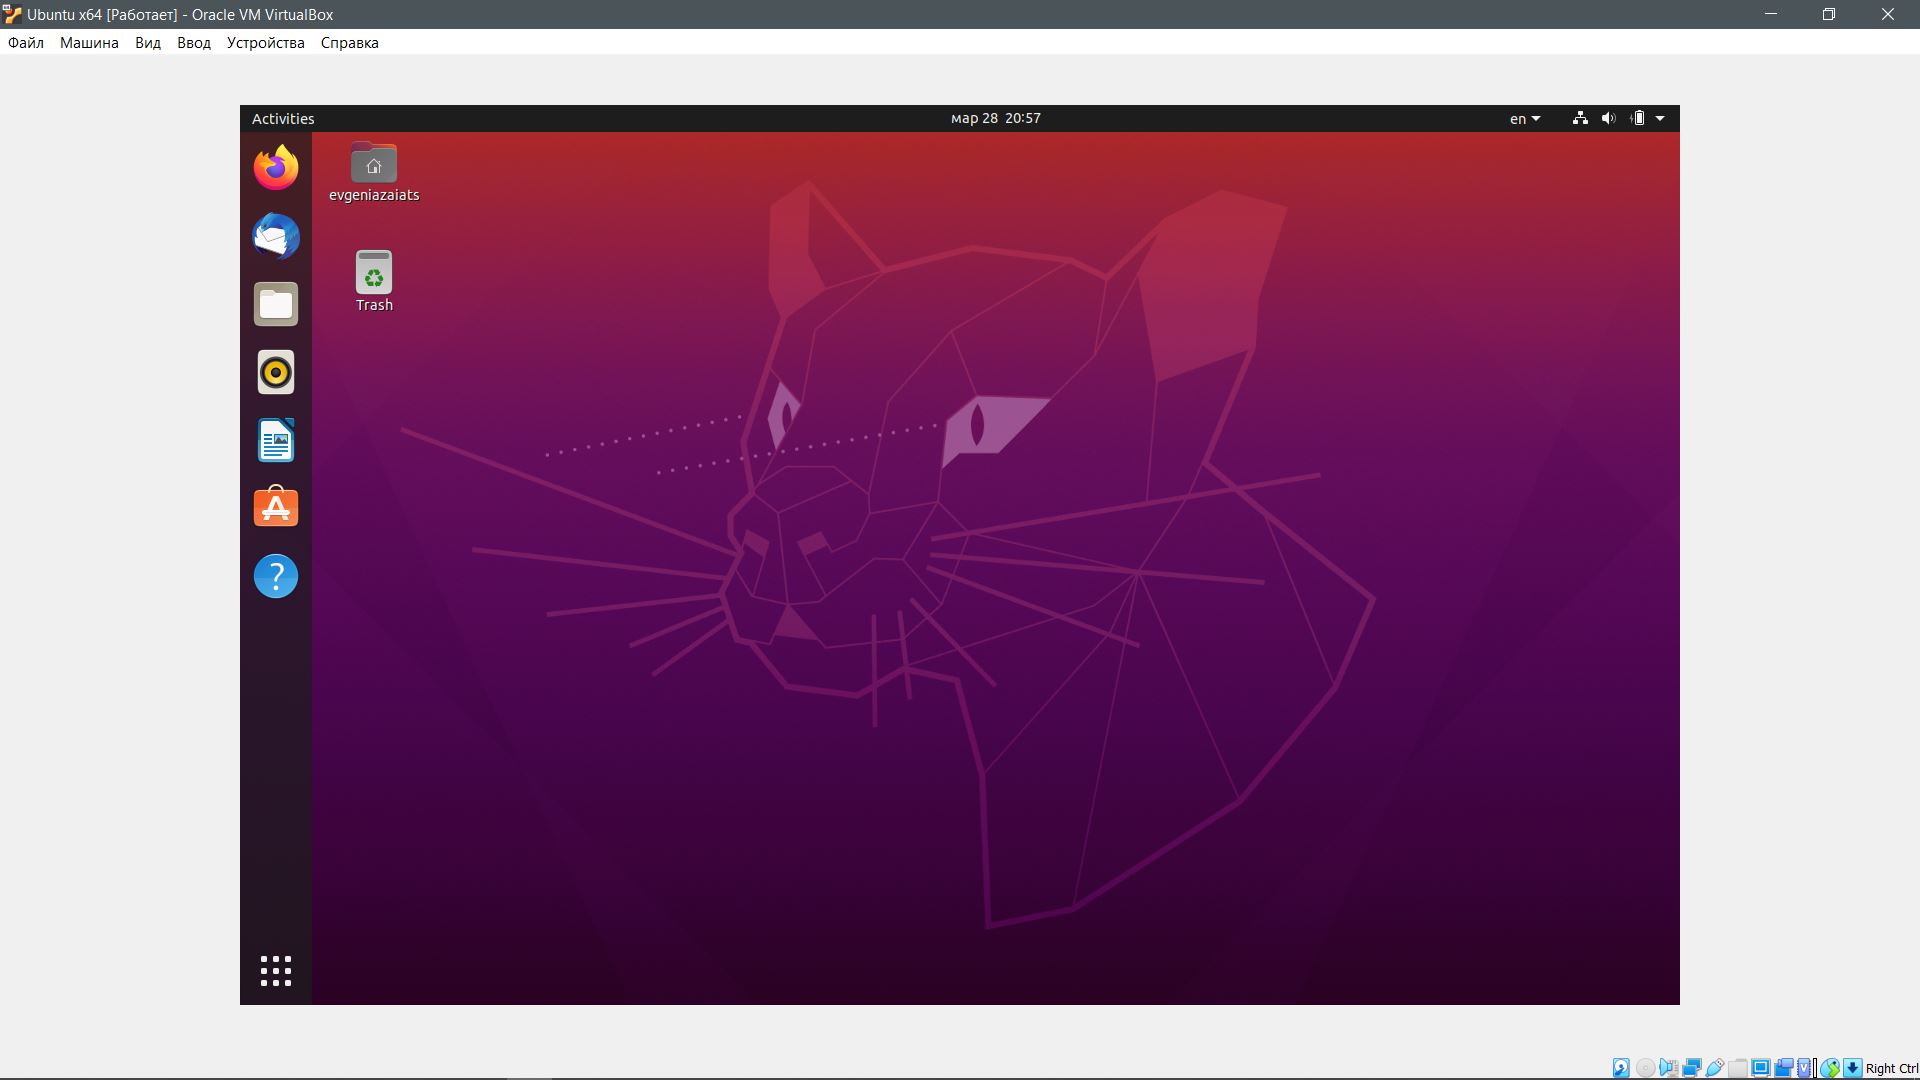 Ubuntu x64 [Работает] - Oracle VM VirtualBox
Файл Машина Вид Ввод Устройства Справка
Activities мар 28 20:57 en
evgeniazaiats
Trash
Right Ctrl